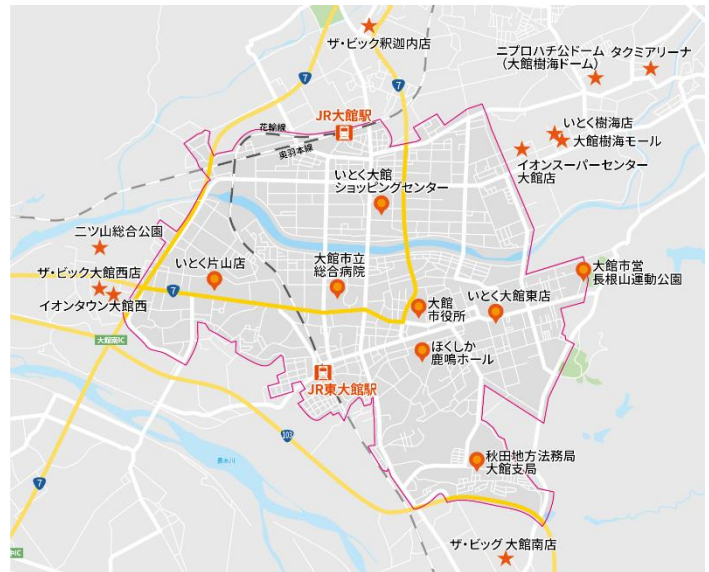 ザ・ビック釈迦内店
ニプロハチ公ドーム
(大館樹海ドーム)
タクミアリーナ
7
7
JR大館駅
花輪線
奥羽本線
いとく樹海店
大館樹海モール
イオンスーパーセンター
大館店
いとく大館
ショッピングセンター
二ツ山総合公園
いとく片山店
大館市立
総合病院
大館市営
長根山運動公園
ザ・ビック大館西店
イオンタウン大館西
7
大館
市役所
いとく大館東店
大館南IC
ほくしか
鹿鳴ホール
JR東大館駅
103
7
秋田地方法務局
大館支局
ザ・ビッグ 大館南店